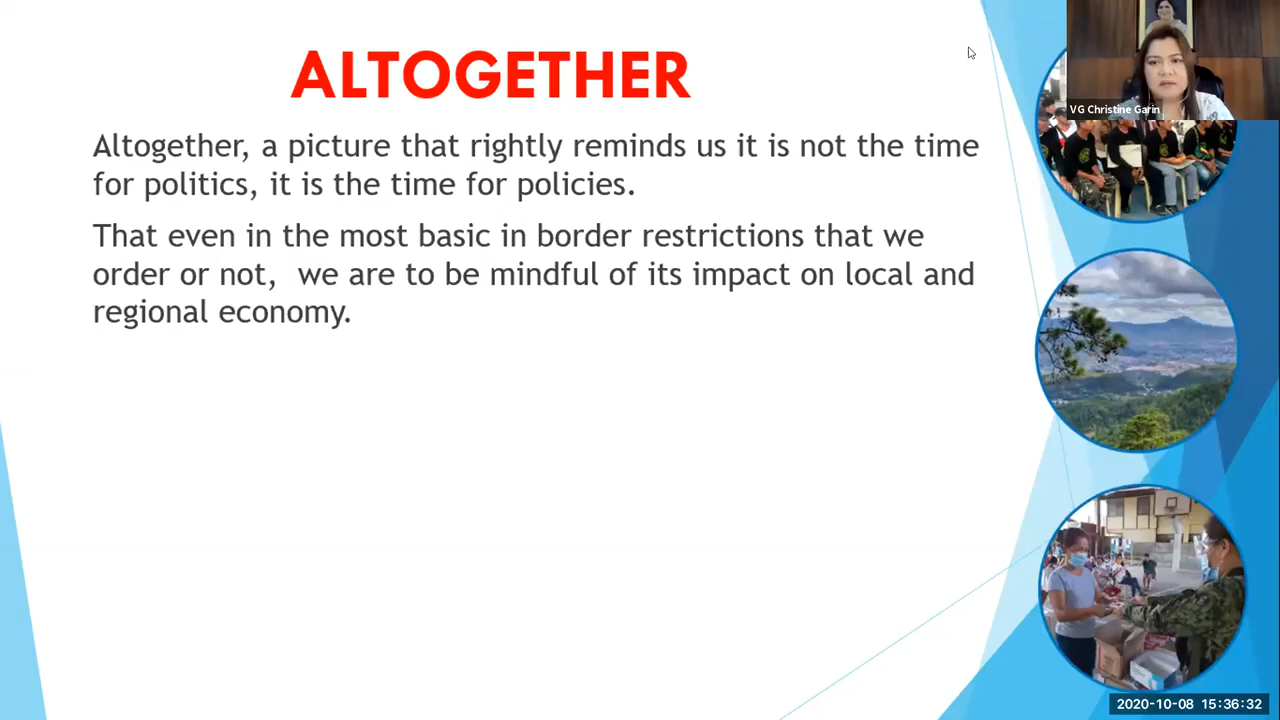 ALTOGETHER
VG Christine Garin
Altogether, a picture that rightly reminds us it is not the time
for politics, it is the time for policies.
That even in the most basic in border restrictions that we
order or not,  we are to be mindful of its impact on local and
regional economy.
2020-10-08 15:36:32